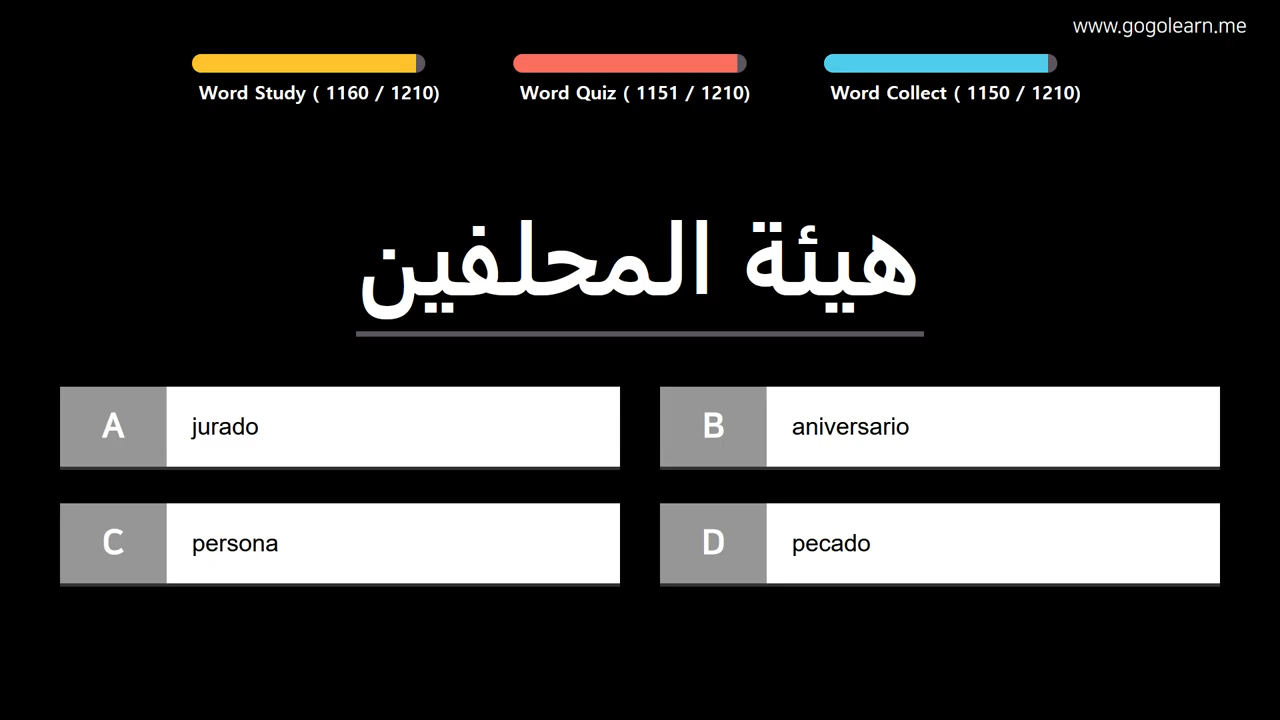 www.gogolearn.me
Word Study ( 1160 / 1210)
Word Quiz ( 1151 / 1210)
Word Collect ( 1150 / 1210)
هيئة المحلفين
A jurado
B aniversario
C persona
D pecado